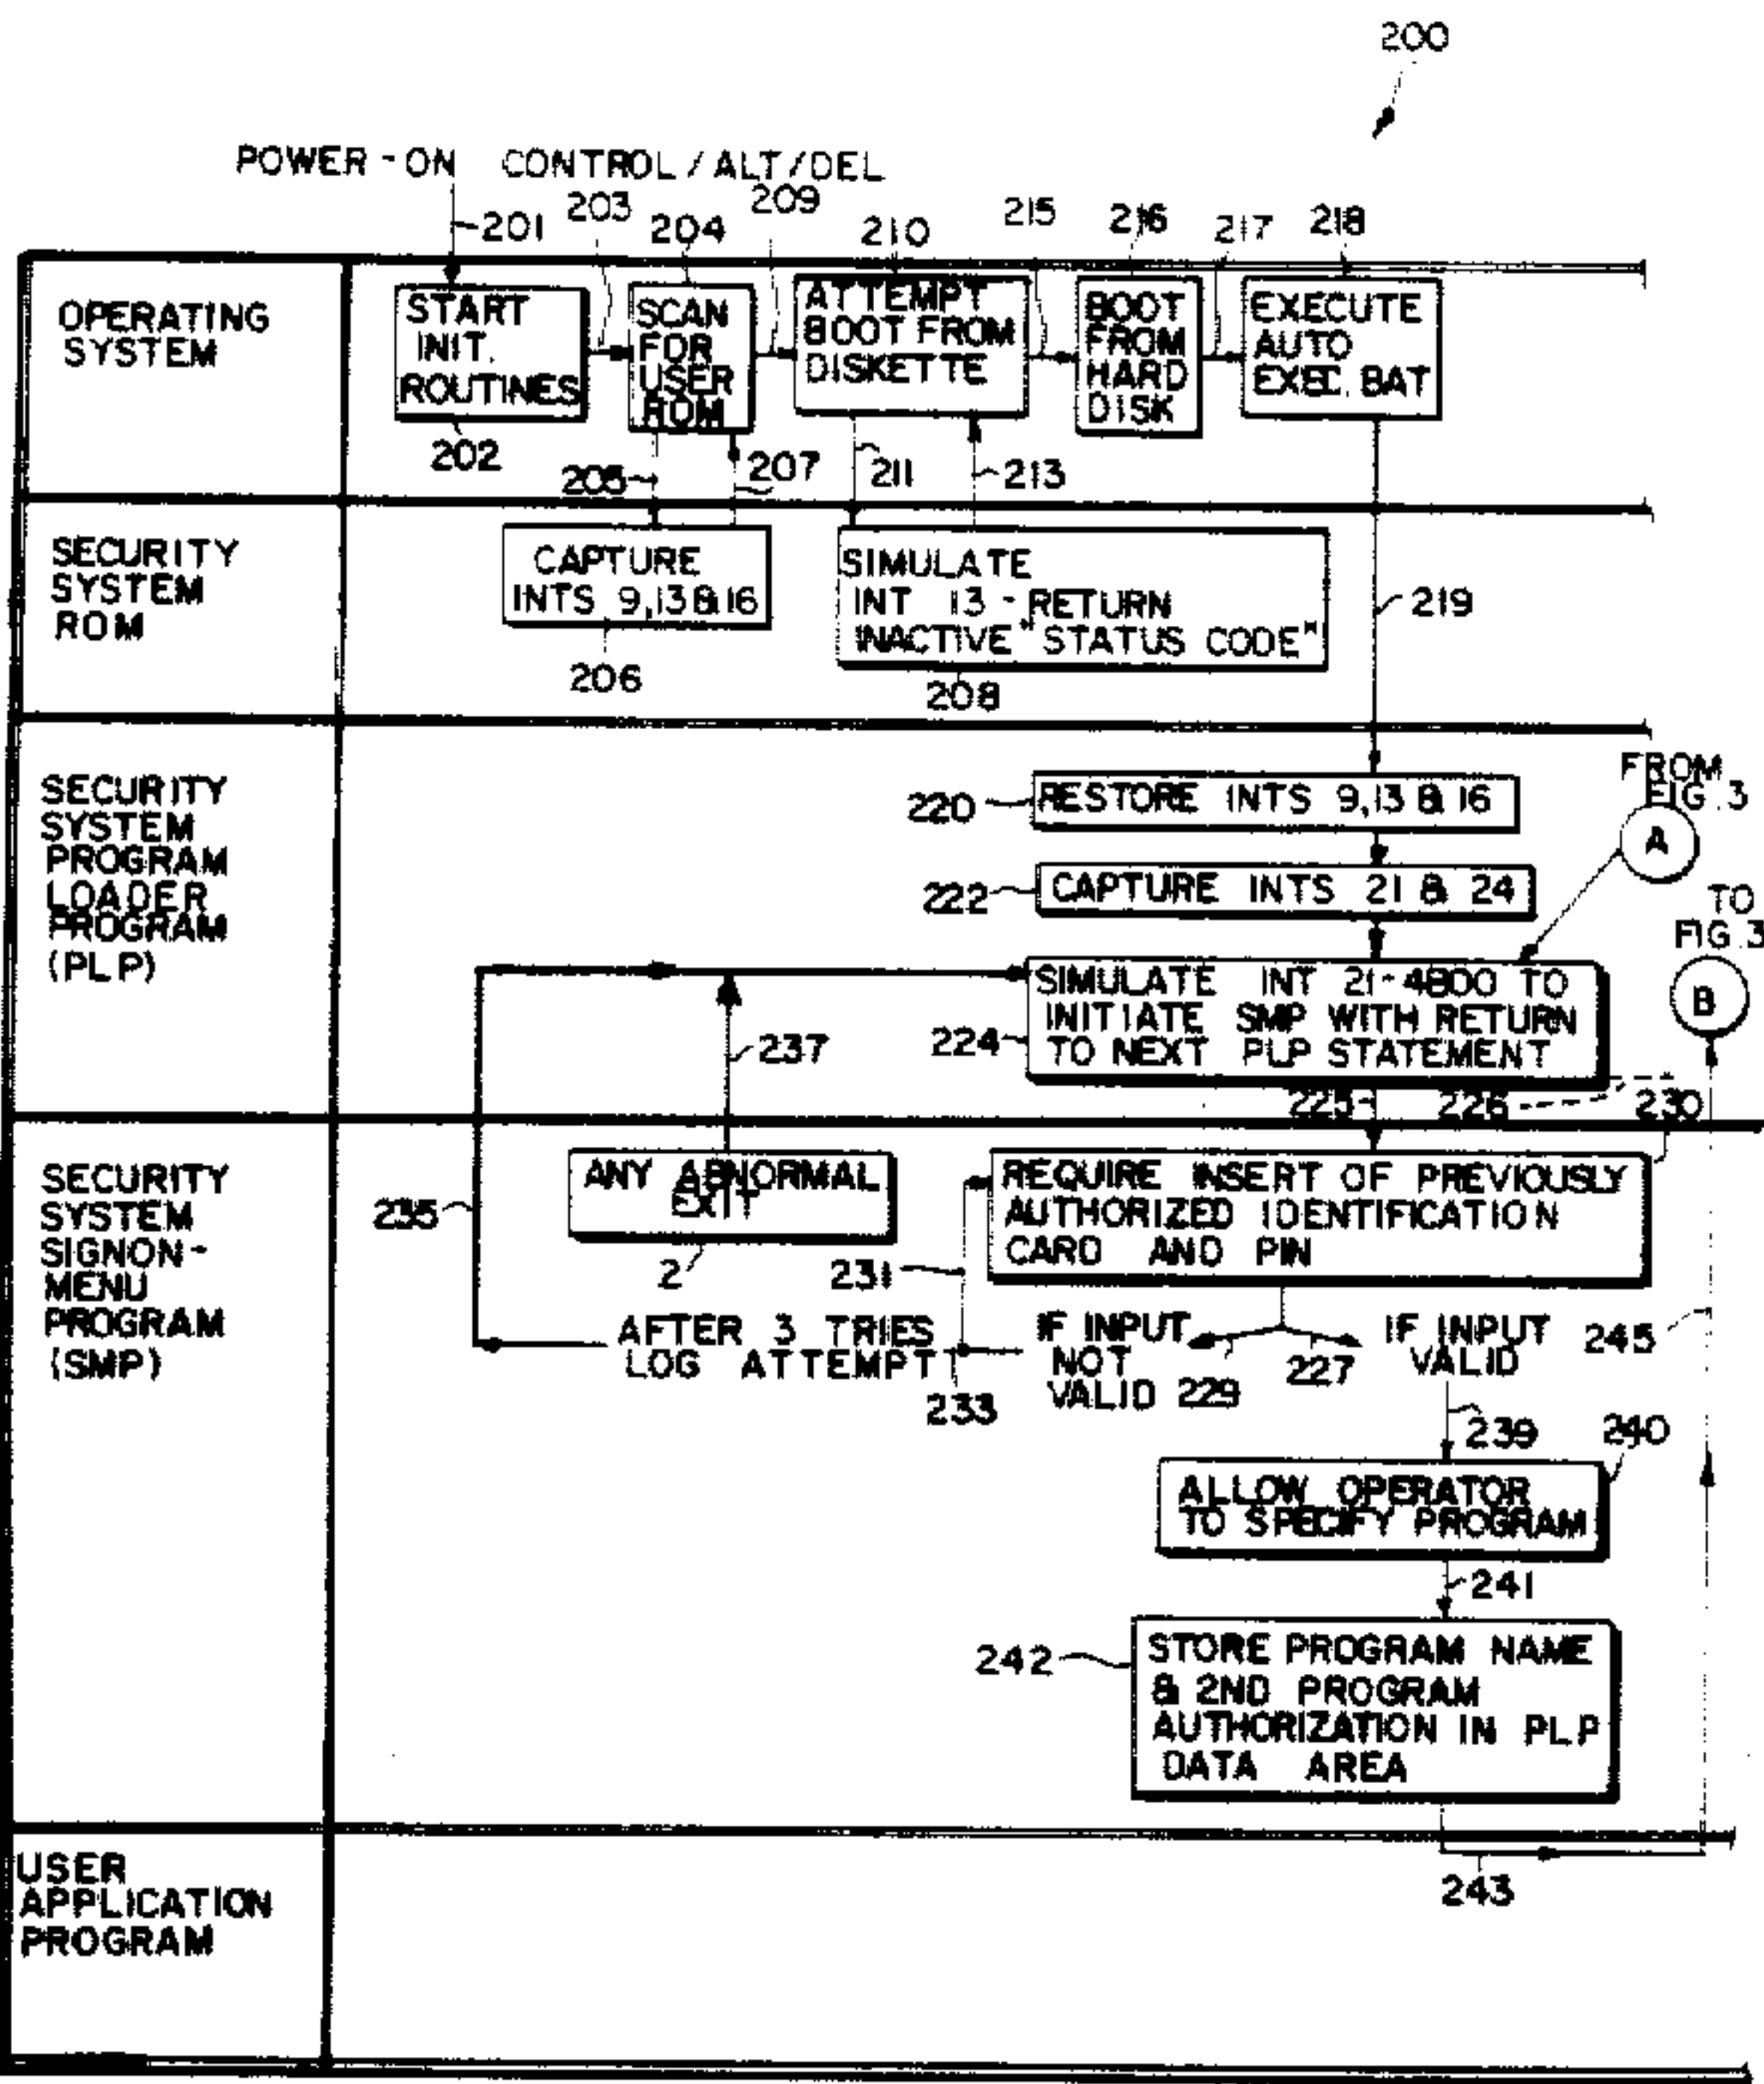 200
POWER-ON CONTROL/ALT/DEL
201
203
204
209
210
215
216
217
218
OPERATING
SYSTEM
START
INIT.
ROUTINES
SCAN
FOR
USER
ROM
ATTEMPT
BOOT FROM
DISKETTE
BOOT
FROM
HARD
DISK
EXECUTE
AUTO
EXEC. BAT
202
205
207
211
213
SECURITY
SYSTEM
ROM
CAPTURE
INTS 9,13 & 16
SIMULATE
INT 13 - RETURN
INACTIVE "STATUS CODE"
219
206
208
SECURITY
SYSTEM
PROGRAM
LOADER
PROGRAM
(PLP)
220
RESTORE INTS 9,13 & 16
FROM
FIG. 3
A
222
CAPTURE INTS 21 & 24
TO
FIG. 3
B
224
SIMULATE INT 21-4B00 TO
INITIATE SMP WITH RETURN
TO NEXT PLP STATEMENT
237
225
226
230
SECURITY
SYSTEM
SIGNON-
MENU
PROGRAM
(SMP)
235
ANY ABNORMAL
EXIT
2
REQUIRE INSERT OF PREVIOUSLY
AUTHORIZED IDENTIFICATION
CARD AND PIN
231
AFTER 3 TRIES
LOG ATTEMPT
233
IF INPUT
NOT
VALID
229
227
IF INPUT
VALID
245
239
240
ALLOW OPERATOR
TO SPECIFY PROGRAM
241
242
STORE PROGRAM NAME
& 2ND PROGRAM
AUTHORIZATION IN PLP
DATA AREA
243
USER
APPLICATION
PROGRAM